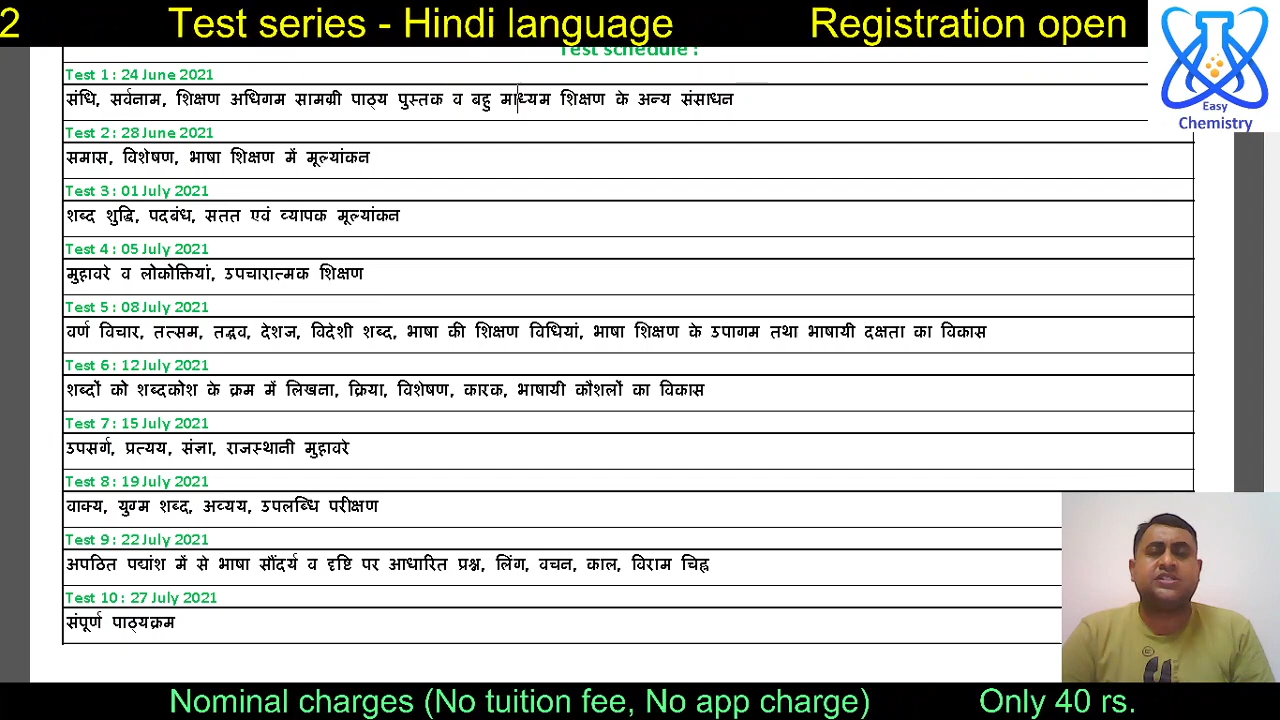 2 Test series - Hindi language Registration open
Test schedule :
Test 1 : 24 June 2021
संधि, सर्वनाम, शिक्षण अधिगम सामग्री पाठ्य पुस्तक व बहु माध्यम शिक्षण के अन्य संसाधन
Easy
Chemistry
Test 2 : 28 June 2021
समास, विशेषण, भाषा शिक्षण में मूल्यांकन
Test 3 : 01 July 2021
शब्द शुद्धि, पदबंध, सतत एवं व्यापक मूल्यांकन
Test 4 : 05 July 2021
मुहावरे व लोकोक्तियां, उपचारात्मक शिक्षण
Test 5 : 08 July 2021
वर्ण विचार, तत्सम, तद्भव, देशज, विदेशी शब्द, भाषा की शिक्षण विधियां, भाषा शिक्षण के उपागम तथा भाषायी दक्षता का विकास
Test 6 : 12 July 2021
शब्दों को शब्दकोश के क्रम में लिखना, क्रिया, विशेषण, कारक, भाषायी कौशलों का विकास
Test 7 : 15 July 2021
उपसर्ग, प्रत्यय, संज्ञा, राजस्थानी मुहावरे
Test 8 : 19 July 2021
वाक्य, युग्म शब्द, अव्यय, उपलब्धि परीक्षण
Test 9 : 22 July 2021
अपठित पद्यांश में से भाषा सौंदर्य व दृष्टि पर आधारित प्रश्न, लिंग, वचन, काल, विराम चिह्न
Test 10 : 27 July 2021
संपूर्ण पाठ्यक्रम
Nominal charges (No tuition fee, No app charge) Only 40 rs.